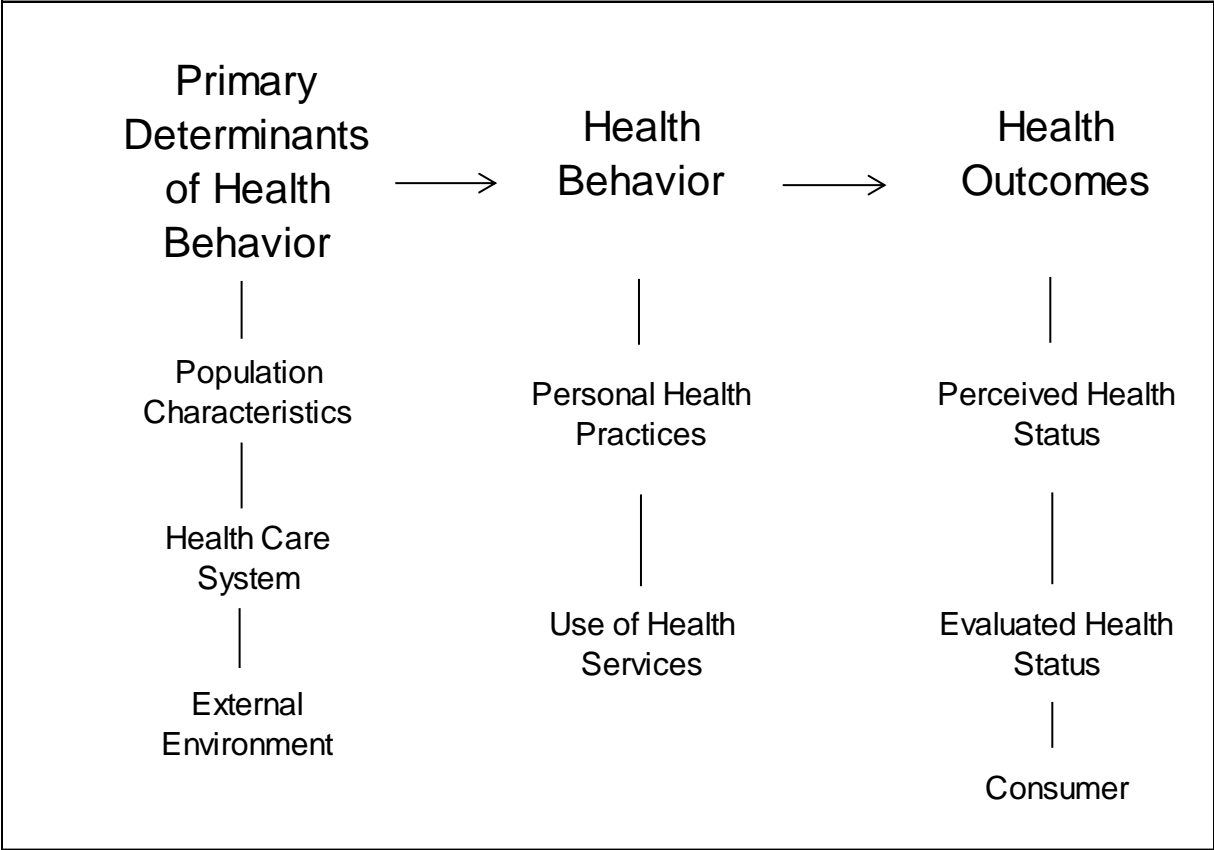 Primary
Determinants
of Health
Behavior
Health
Behavior
Health
Outcomes
Population
Characteristics
Health Care
System
External
Environment
Personal Health
Practices
Use of Health
Services
Perceived Health
Status
Evaluated Health
Status
Consumer